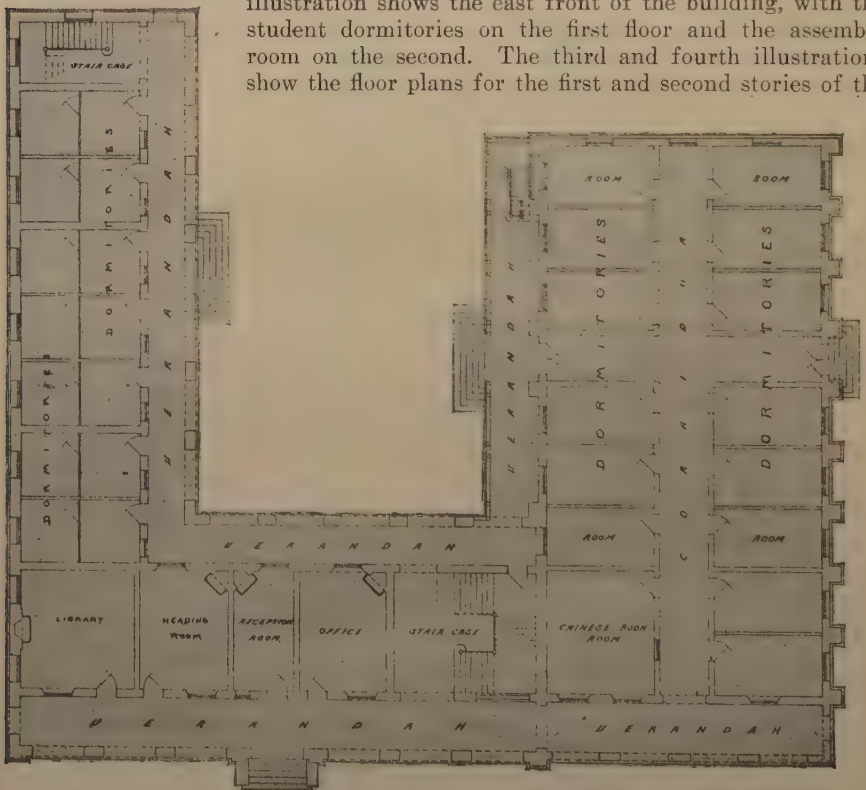 illustration shows the east front of the building, with th
student dormitories on the first floor and the assemb
room on the second. The third and fourth illustration
show the floor plans for the first and second stories of th
STAIR CASE
DORMITORIES
VERANDAH
DORMITORIES
ROOM
ROOM
VERANDAH
DORMITORIES
CORRIDOR
DORMITORIES
ROOM
ROOM
VERANDAH
LIBRARY
READING
ROOM
RECEPTION
ROOM
OFFICE
STAIR CASE
CHINESE BOOK
ROOM
VERANDAH
VERANDAH